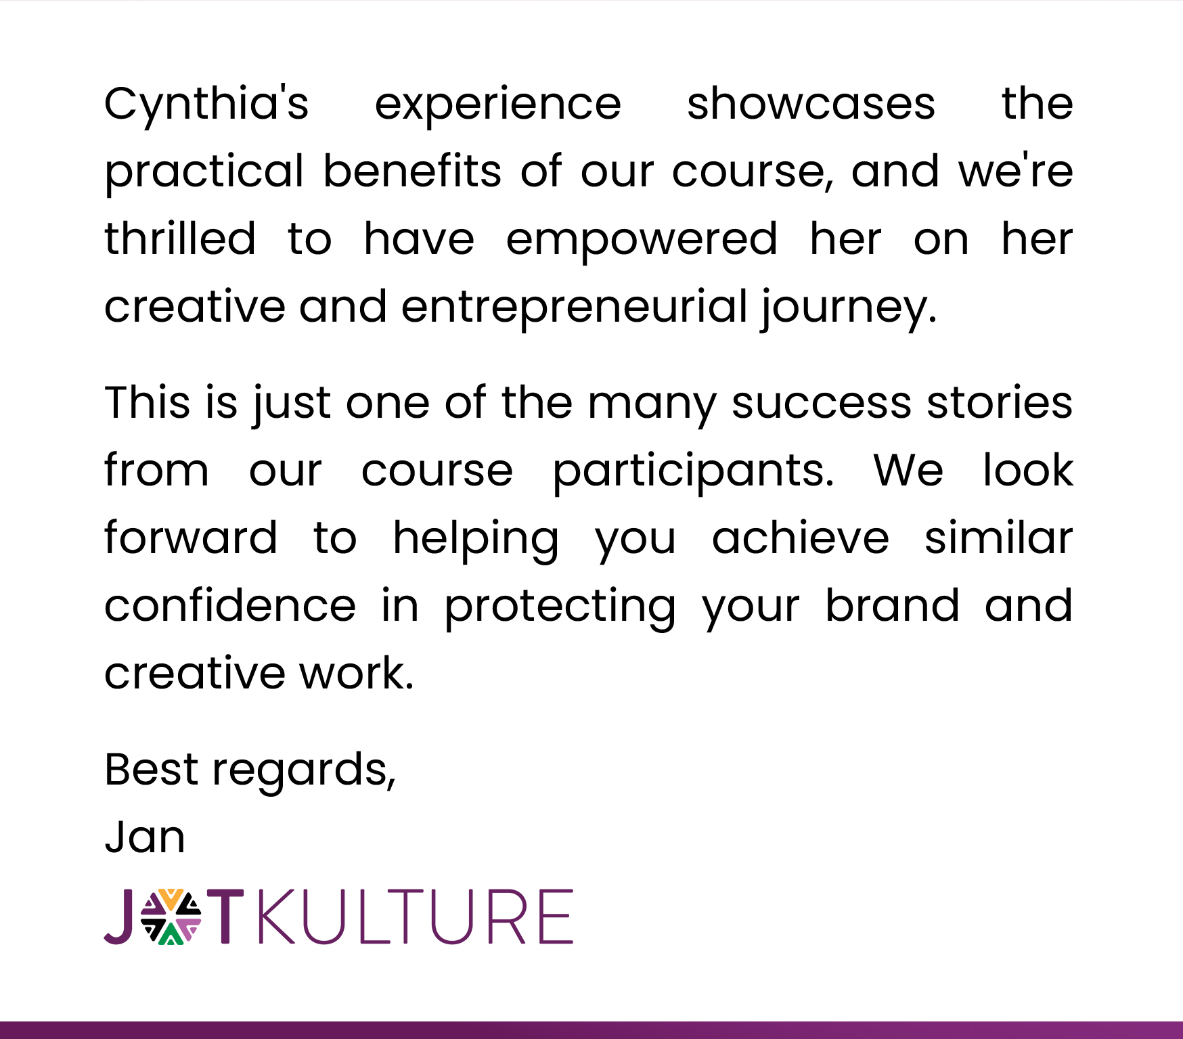 Cynthia's experience showcases the
practical benefits of our course, and we're
thrilled to have empowered her on her
creative and entrepreneurial journey.
This is just one of the many success stories
from our course participants. We look
forward to helping you achieve similar
confidence in protecting your brand and
creative work.
Best regards,
Jan
JOTKULTURE